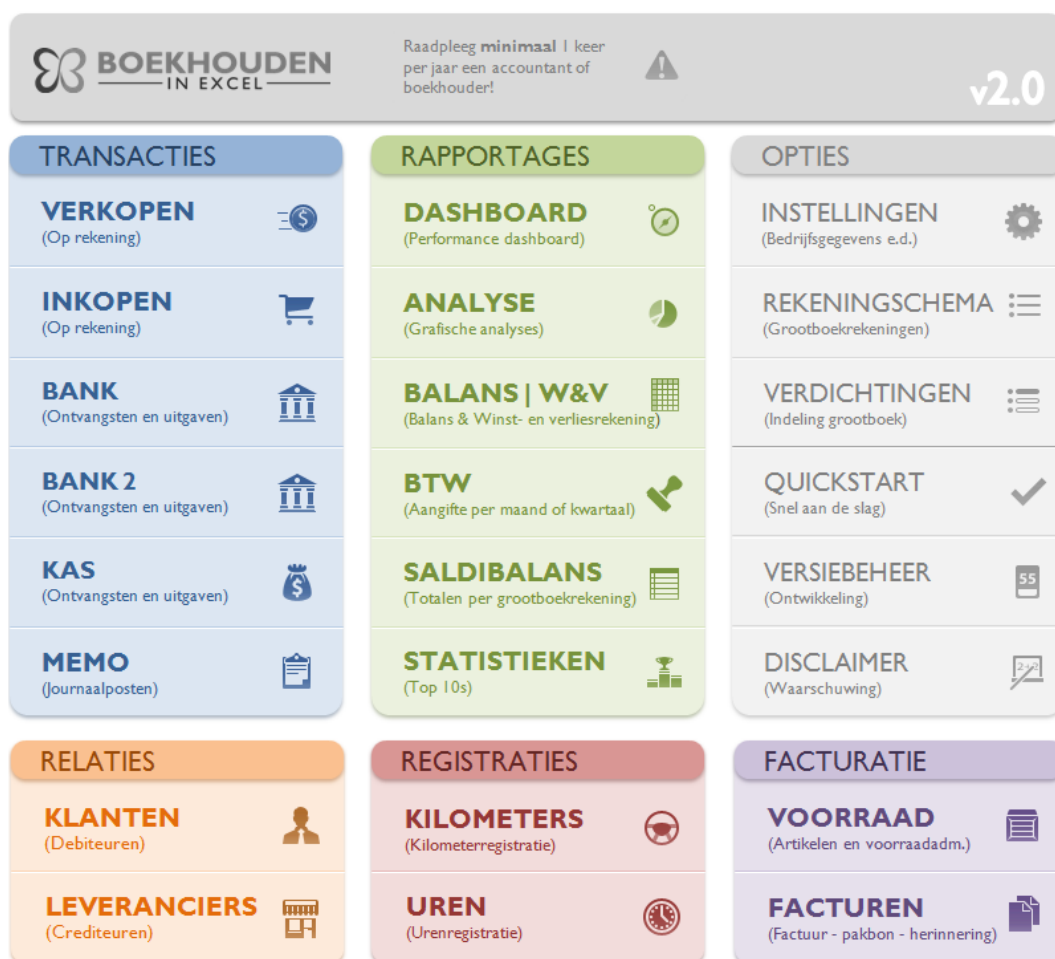 BOEKHOUDEN
IN EXCEL
Raadpleeg minimaal 1 keer
per jaar een accountant of
boekhouder!
v2.0
TRANSACTIES
VERKOPEN
(Op rekening)
INKOPEN
(Op rekening)
BANK
(Ontvangsten en uitgaven)
BANK 2
(Ontvangsten en uitgaven)
KAS
(Ontvangsten en uitgaven)
MEMO
(Journaalposten)
RAPPORTAGES
DASHBOARD
(Performance dashboard)
ANALYSE
(Grafische analyses)
BALANS | W&V
(Balans & Winst- en verliesrekening)
BTW
(Aangifte per maand of kwartaal)
SALDIBALANS
(Totalen per grootboekrekening)
STATISTIEKEN
(Top 10s)
OPTIES
INSTELLINGEN
(Bedrijfsgegevens e.d.)
REKENINGSCHEMA
(Grootboekrekeningen)
VERDICHTINGEN
(Indeling grootboek)
QUICKSTART
(Snel aan de slag)
VERSIEBEHEER
(Ontwikkeling)
55
DISCLAIMER
(Waarschuwing)
2+2
RELATIES
KLANTEN
(Debiteuren)
LEVERANCIERS
(Crediteuren)
REGISTRATIES
KILOMETERS
(Kilometerregistratie)
UREN
(Urenregistratie)
FACTURATIE
VOORRAAD
(Artikelen en voorraadadm.)
FACTUREN
(Factuur - pakbon - herinnering)